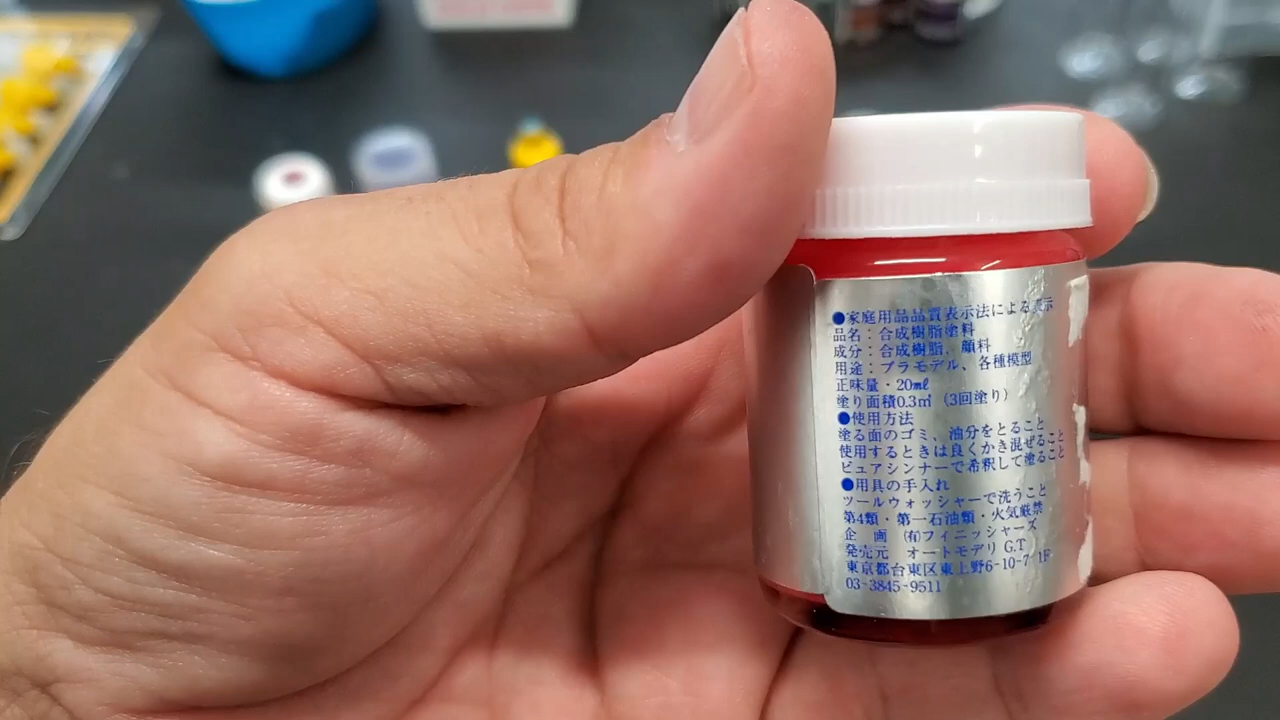 ●家庭用品品質表示法による表示
品名：合成樹脂塗料
成分：合成樹脂、顔料
用途：プラモデル、各種模型
正味量・20㎖
塗り面積0.3㎡（3回塗り）
●使用方法
塗る面のゴミ、油分をとること
使用するときは良くかき混ぜること
ピュアシンナーで希釈して塗ること
●用具の手入れ
ツールウォッシャーで洗うこと
第4類・第一石油類・火気厳禁
企　画　㈲フィニッシャーズ
発売元　オートモデリ G.T
東京都台東区東上野6-10-7-1F
03-3845-9511